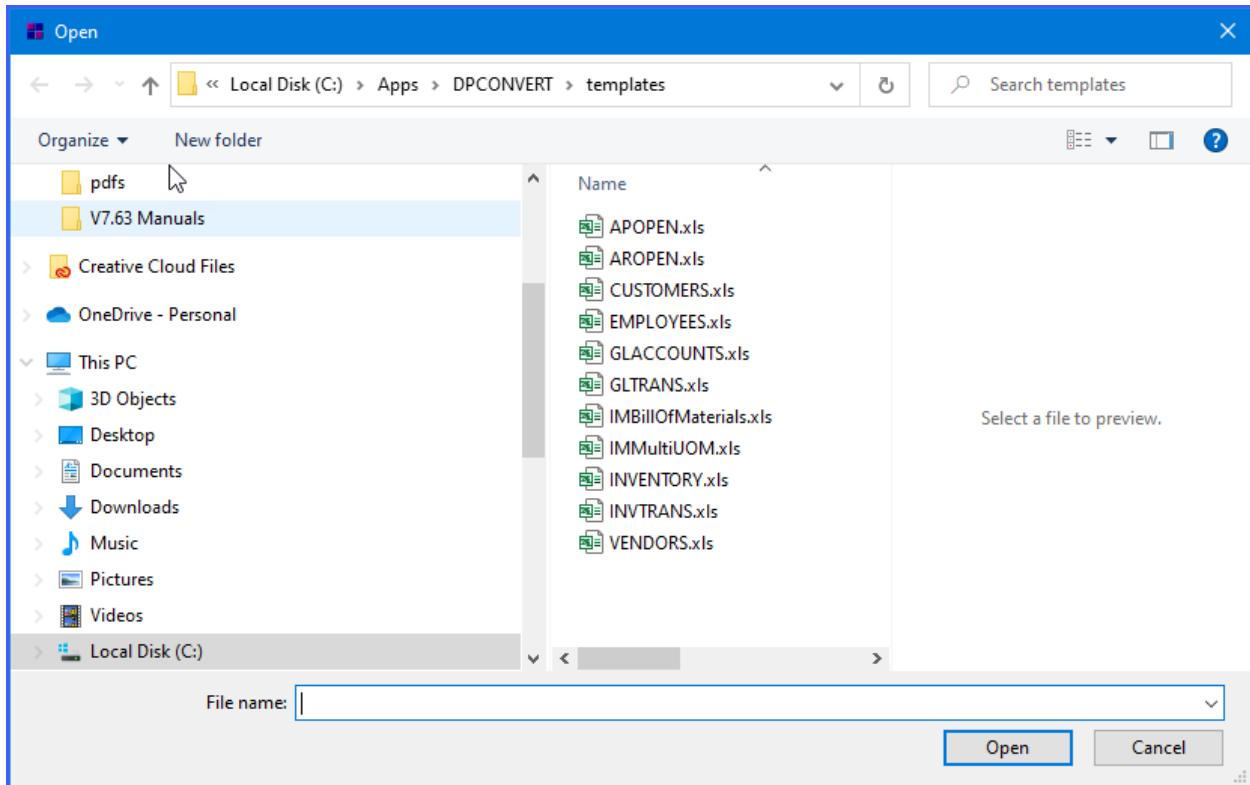 Open
« Local Disk (C:) > Apps > DPCONVERT > templates
Search templates
Organize
New folder
?
pdfs
V7.63 Manuals
Creative Cloud Files
OneDrive - Personal
This PC
3D Objects
Desktop
Documents
Downloads
Music
Pictures
Videos
Local Disk (C:)
Name
APOPEN.xls
AROPEN.xls
CUSTOMERS.xls
EMPLOYEES.xls
GLACCOUNTS.xls
GLTRANS.xls
IMBillOfMaterials.xls
IMMultiUOM.xls
INVENTORY.xls
INVTRANS.xls
VENDORS.xls
Select a file to preview.
File name:
Open
Cancel